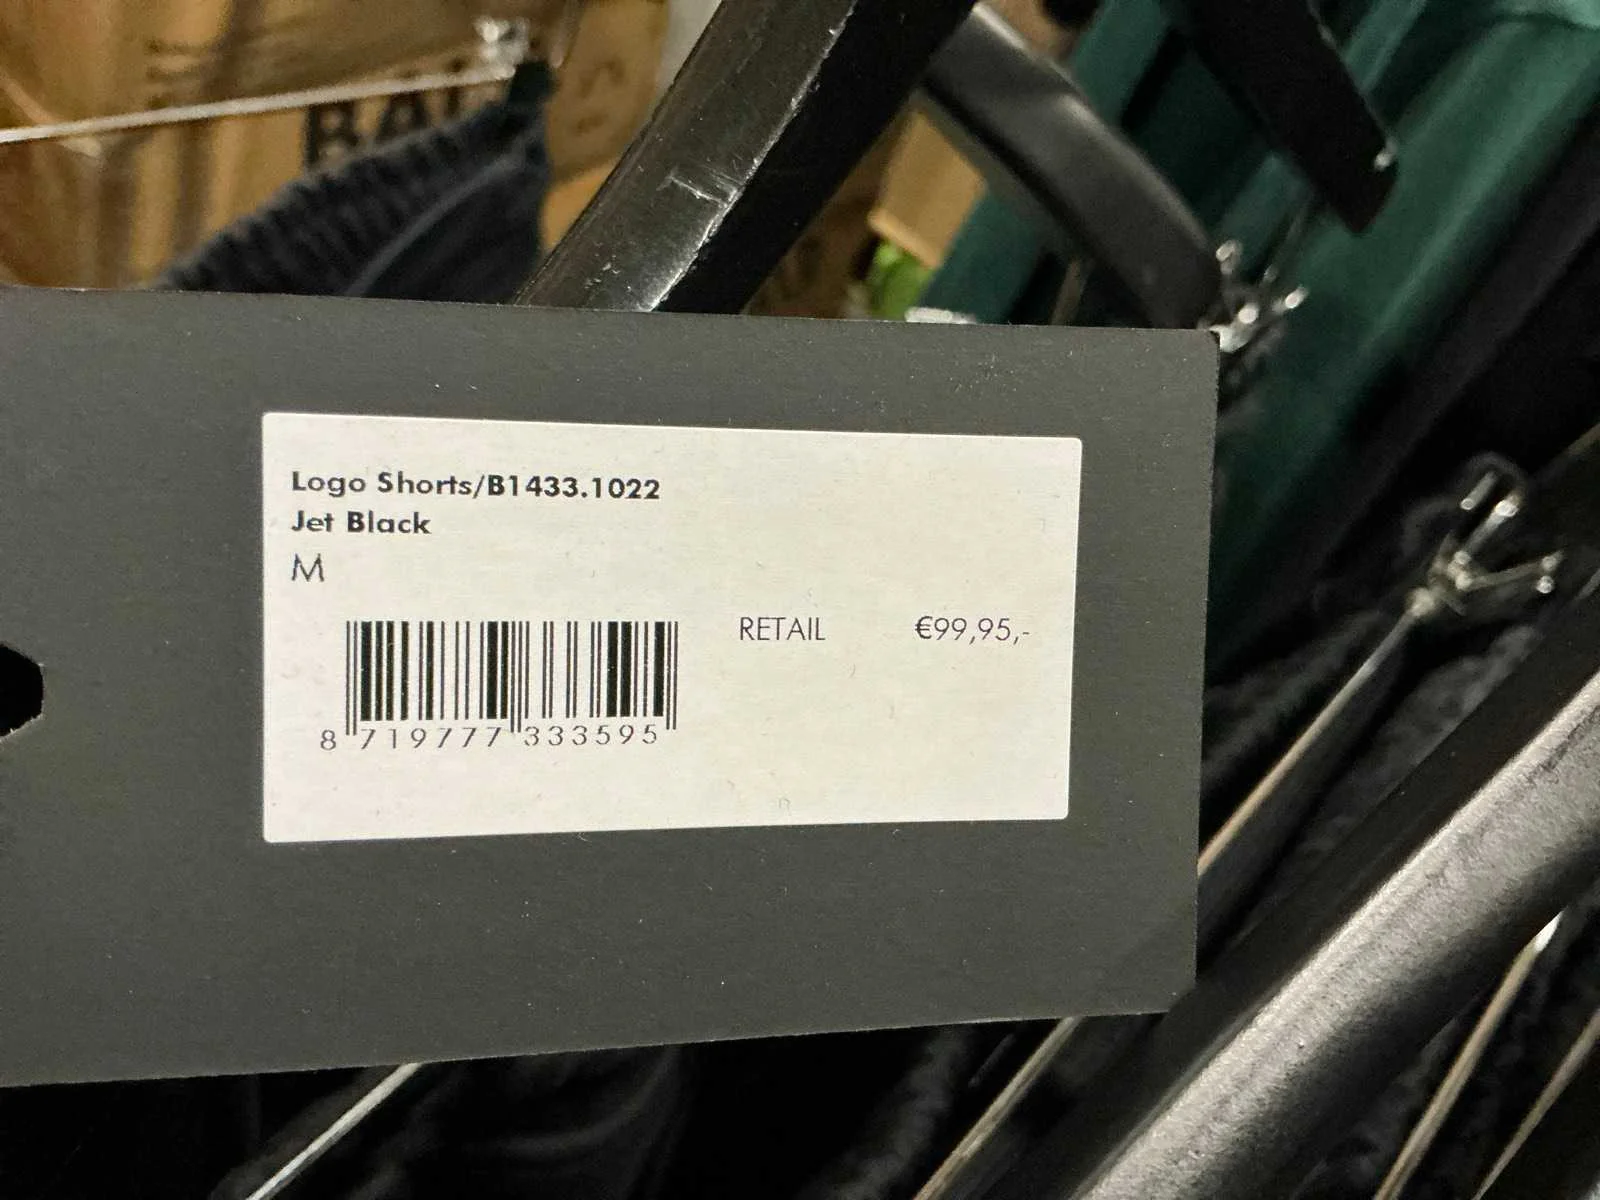 Logo Shorts/B1433.1022
Jet Black
M
RETAIL €99,95,-
8 719777 333595